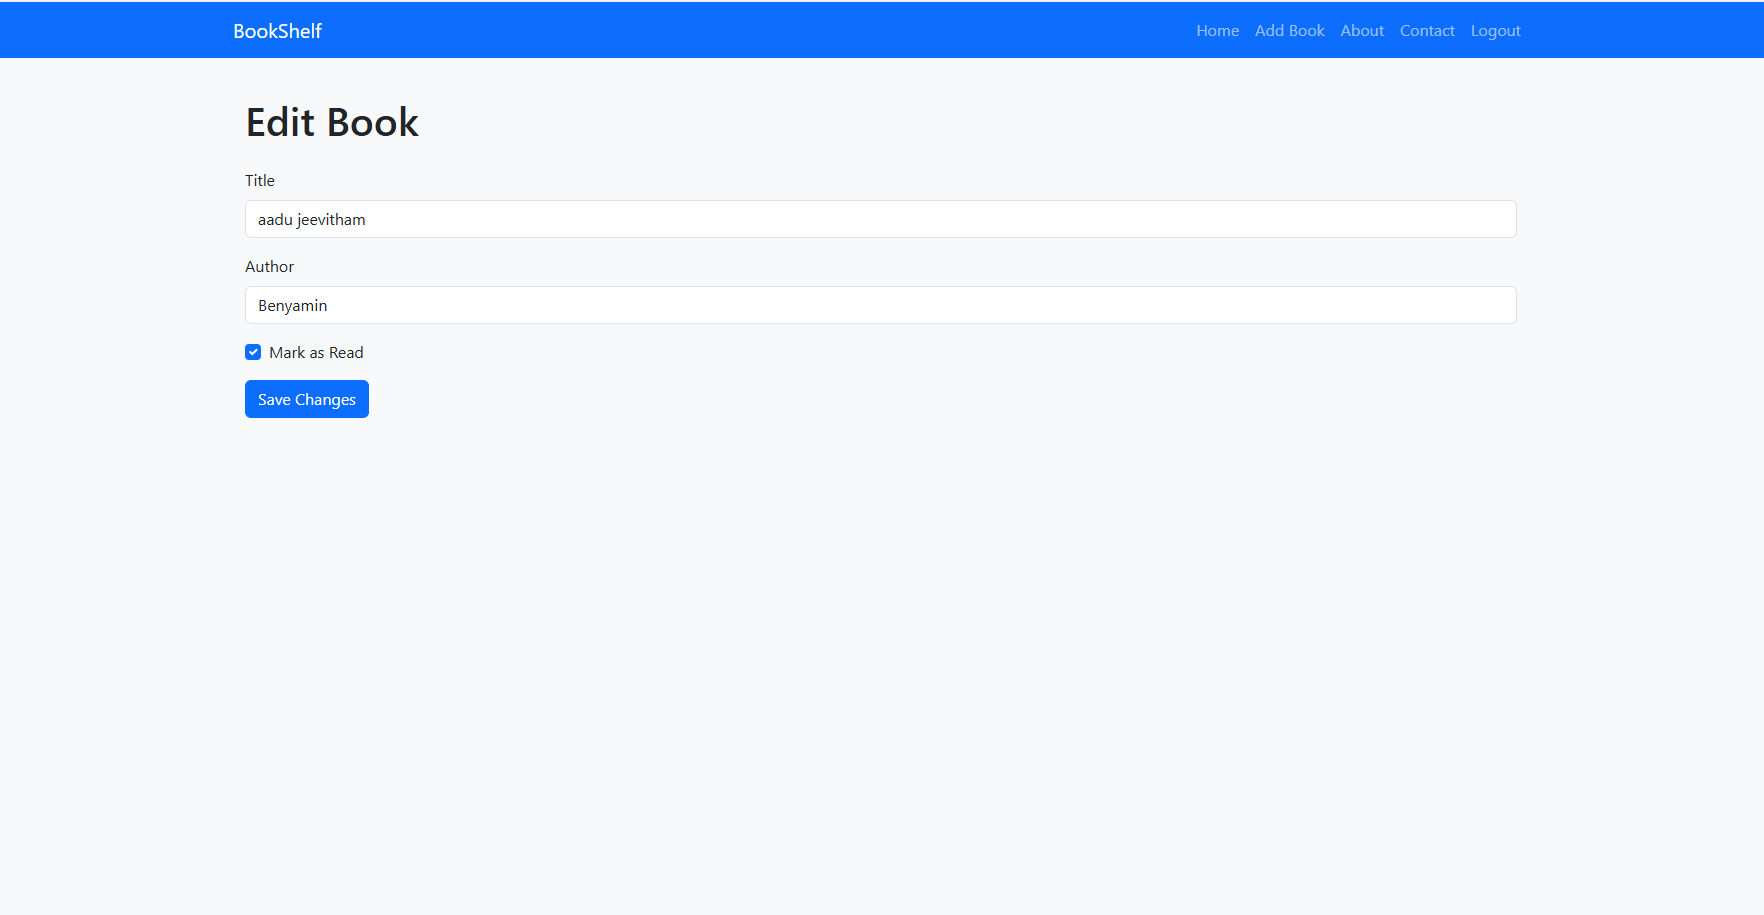 BookShelf Home Add Book About Contact Logout
Edit Book
Title
aadu jeevitham
Author
Benyamin
Mark as Read
Save Changes